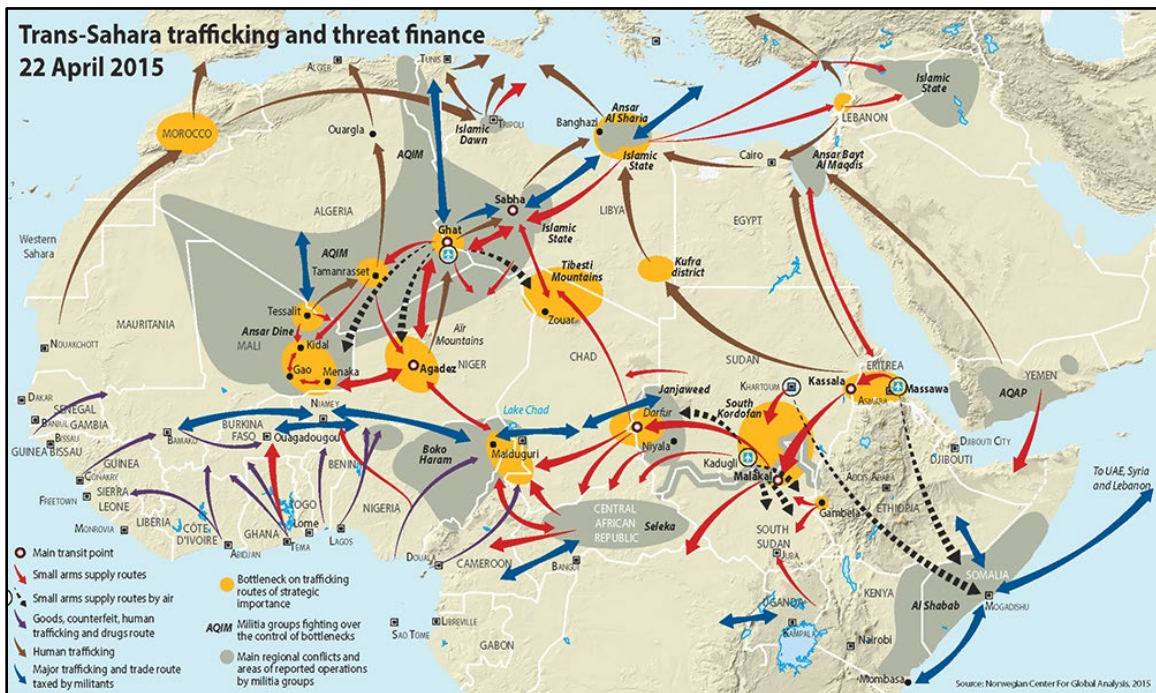 Trans-Sahara trafficking and threat finance
22 April 2015
ALGER
TUNIS
MOROCCO
Ouargla
Islamic
Dawn
TRIPOLI
Banghazi
Ansar
Al Sharia
Islamic
State
LEBANON
Islamic
State
Cairo
Ansar Bayt
Al Maqdis
AQIM
ALGERIA
Sabha
LIBYA
EGYPT
Western
Sahara
Ghat
Islamic
State
AQIM
Tamanrasset
Tibesti
Mountains
Kufra
district
Tessalit
Zouar
MAURITANIA
Ansar Dine
MALI
Kidal
Aïr
Mountains
NOUAKCHOTT
Gao
Menaka
Agadez
NIGER
CHAD
SUDAN
ERITREA
YEMEN
KHARTOUM
Kassala
ASMARA
Massawa
AQAP
Janjaweed
DAKAR
SENEGAL
BANJUL
GAMBIA
BISSAU
GUINEA BISSAU
NIAMEY
BAMAKO
BURKINA
FASO
Ouagadougou
Lake Chad
Darfur
South
Kordofan
Niyala
Kadugli
Malakal
DJIBOUTI CITY
DJIBOUTI
Boko
Haram
Maiduguri
GUINEA
CONAKRY
FREETOWN
SIERRA
LEONE
BENIN
NIGERIA
ADDIS ABABA
ETHIOPIA
Gambela
To UAE, Syria
and Lebanon
MONROVIA
LIBERIA
CÔTE
D'IVOIRE
GHANA
TOGO
Lome
LAGOS
ABIDJAN
TEMA
CENTRAL
AFRICAN
REPUBLIC
Seleka
SOUTH
SUDAN
JUBA
DOUALA
CAMEROON
BANGUI
SOMALIA
MOGADISHU
Al Shabab
UGANDA
KAMPALA
KENYA
Nairobi
Mombasa
SAO TOME
LIBREVILLE
GABON
Main transit point
Small arms supply routes
Small arms supply routes by air
Goods, counterfeit, human
trafficking and drugs route
Human trafficking
Major trafficking and trade route
taxed by militants
Bottleneck on trafficking
routes of strategic
importance
AQIM Militia groups fighting over
the control of bottlenecks
Main regional conflicts and
areas of reported operations
by militia groups
Source: Norwegian Center For Global Analysis, 2015